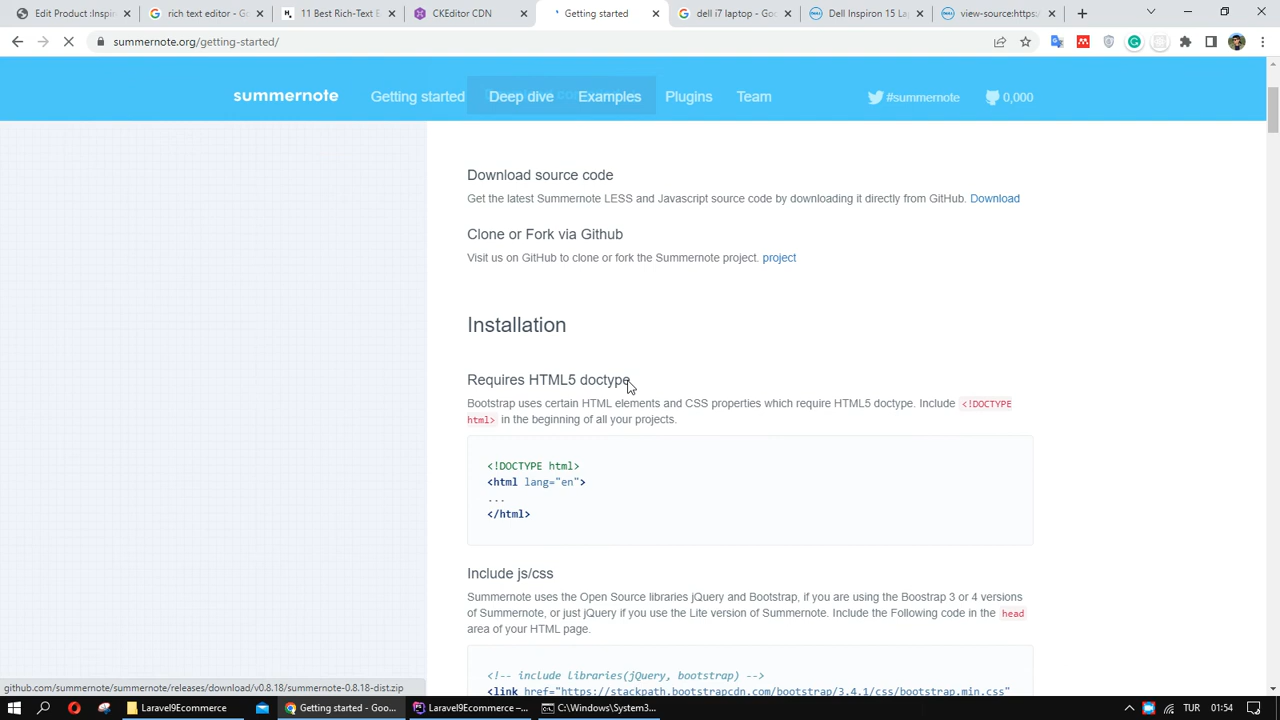 Edit Product:Inspi
rich text editor - Go
11 Best Rich-Text E
CKEditor CDN
Getting started
dell i7 laptop - Goo
Dell Inspiron 15 La
view-source:https:/
summernote.org/getting-started/
summernote
Getting started
Deep dive
Examples
Plugins
Team
#summernote
0,000
Download source code
Get the latest Summernote LESS and Javascript source code by downloading it directly from GitHub. Download
Clone or Fork via Github
Visit us on GitHub to clone or fork the Summernote project. project
Installation
Requires HTML5 doctype
Bootstrap uses certain HTML elements and CSS properties which require HTML5 doctype. Include <!DOCTYPE
html> in the beginning of all your projects.
<!DOCTYPE html>
<html lang="en">
...
</html>
Include js/css
Summernote uses the Open Source libraries jQuery and Bootstrap, if you are using the Boostrap 3 or 4 versions
of Summernote, or just jQuery if you use the Lite version of Summernote. Include the Following code in the head
area of your HTML page.
<!-- include libraries(jQuery, bootstrap) -->
<link href="https://stackpath.bootstrapcdn.com/bootstrap/3.4.1/css/bootstrap.min.css"
github.com/summernote/summernote/releases/download/v0.8.18/summernote-0.8.18-dist.zip
Laravel9Ecommerce
Getting started - Goo...
Laravel9Ecommerce –...
C:\Windows\System3...
TUR
01:54